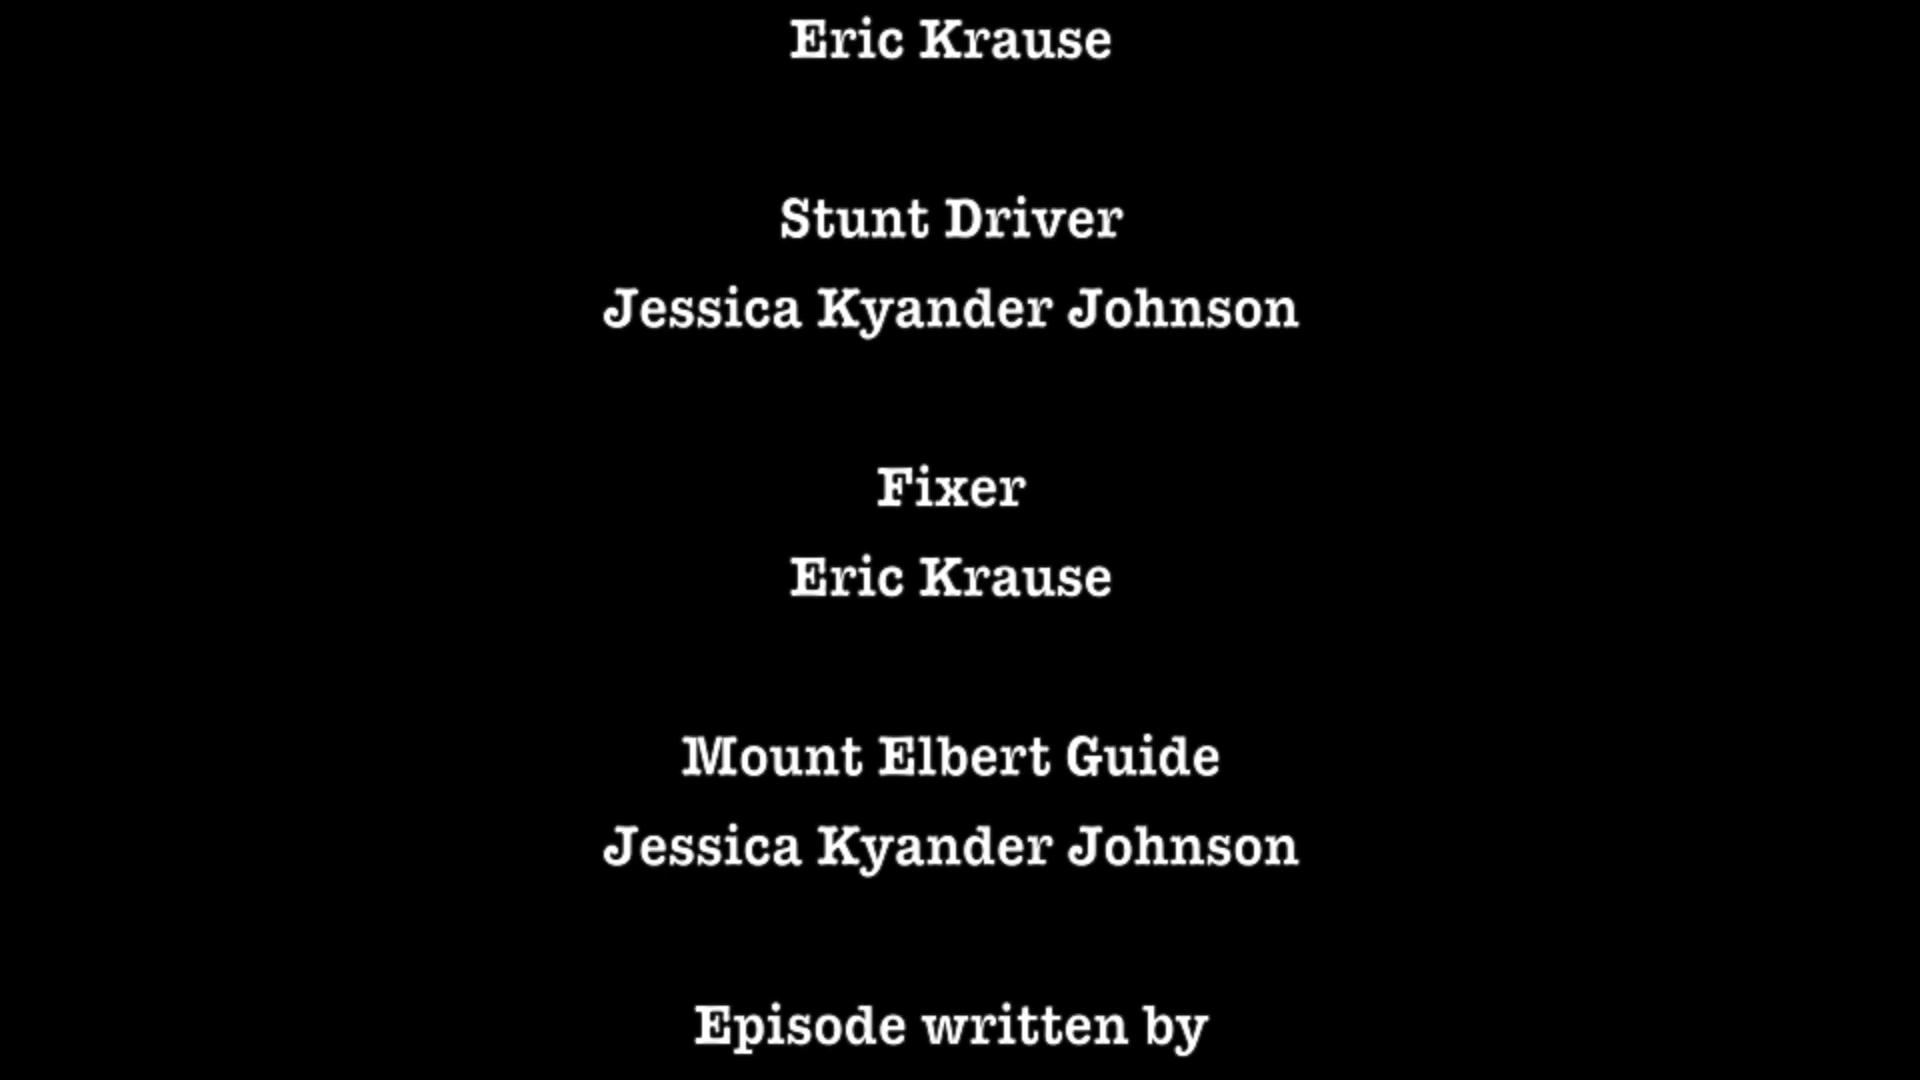 Eric Krause
Stunt Driver
Jessica Kyander Johnson
Fixer
Eric Krause
Mount Elbert Guide
Jessica Kyander Johnson
Episode written by